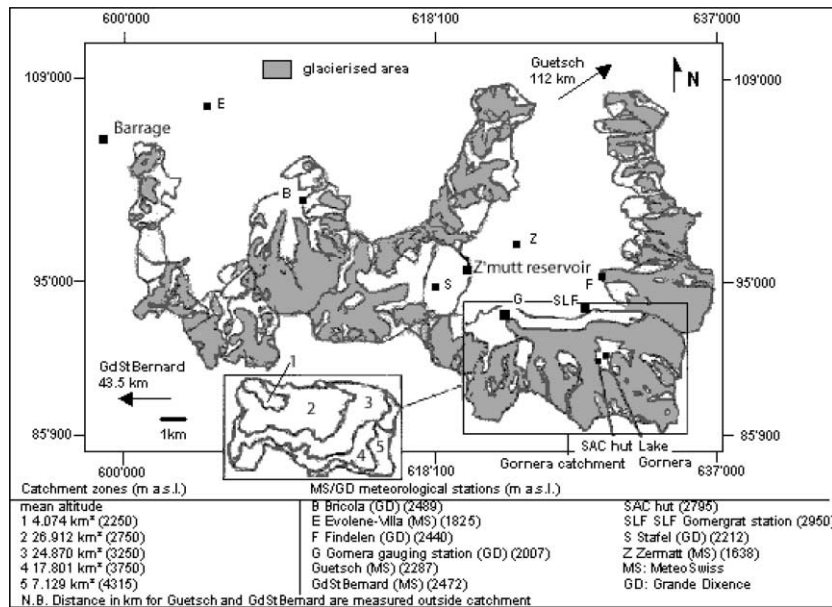 600'000 618'100 637'000
109'000 glacierised area Guetsch 109'000
112 km N
E
Barrage
B
Z
Z'mutt reservoir
95'000 S F 95'000
G SLF
GdStBernard
43.5 km
1
2 3
4 5
1km
85'900 85'900
SAC hut Lake
Gornera catchment Gornera
600'000 618'100 637'000
Catchment zones (m a.s.l.) MS/GD meteorological stations (m a.s.l.)
mean altitude B Bricola (GD) (2489) SAC hut (2795)
1 4.074 km² (2250) E Evolene-Villa (MS) (1825) SLF SLF Gornergrat station (2950)
2 26.912 km² (2750) F Findelen (GD) (2440) S Stafel (GD) (2212)
3 24.870 km² (3250) G Gornera gauging station (GD) (2007) Z Zermatt (MS) (1638)
4 17.801 km² (3750) Guetsch (MS) (2287) MS: MeteoSwiss
5 7.129 km² (4315) GdStBernard (MS) (2472) GD: Grande Dixence
N.B. Distance in km for Guetsch and GdStBernard are measured outside catchment